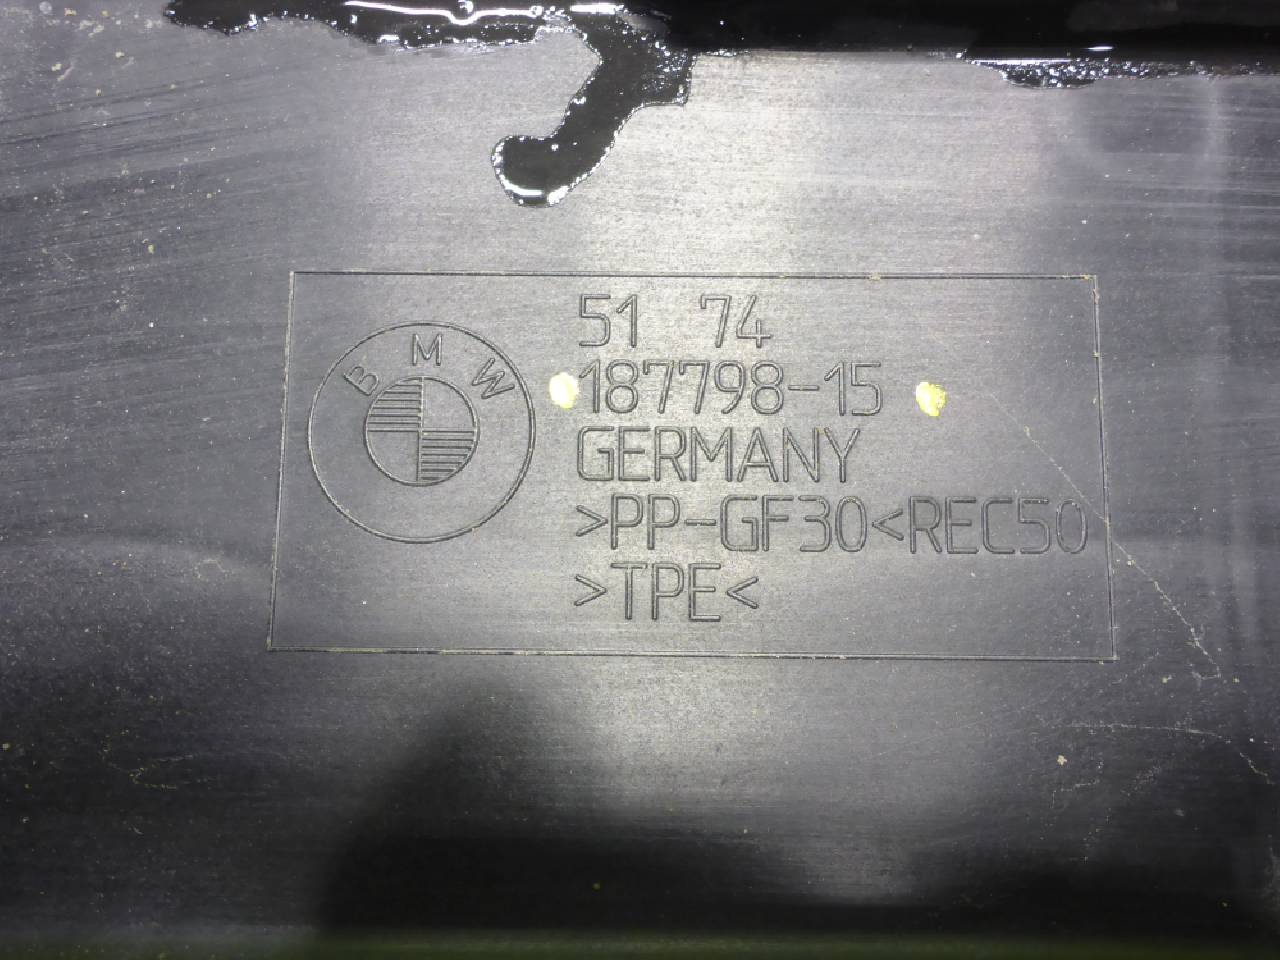 BMW
51 74
187798-15
GERMANY
>PP-GF30<REC50
>TPE<